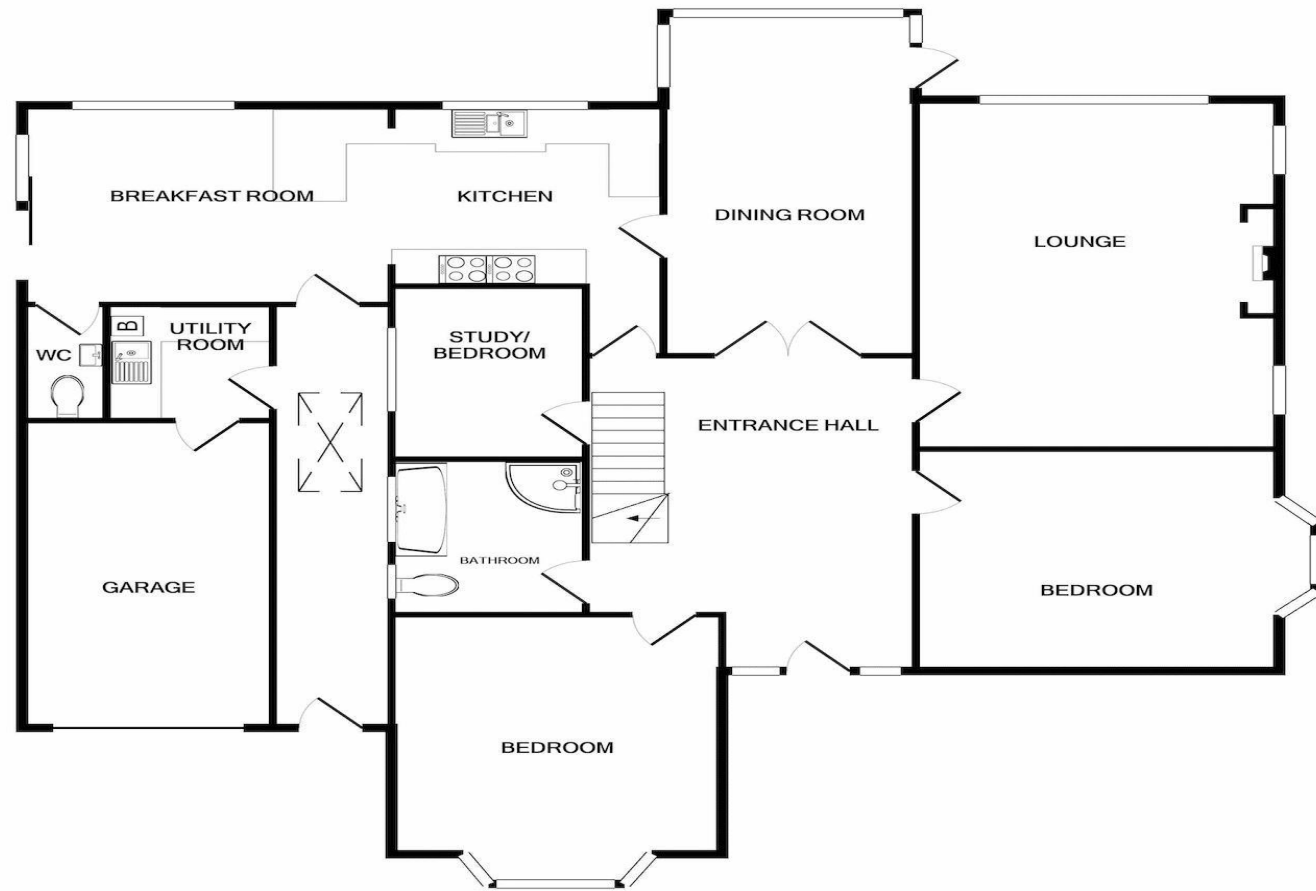 BREAKFAST ROOM
KITCHEN
DINING ROOM
LOUNGE
WC
B
UTILITY
ROOM
STUDY/
BEDROOM
ENTRANCE HALL
GARAGE
BATHROOM
BEDROOM
BEDROOM